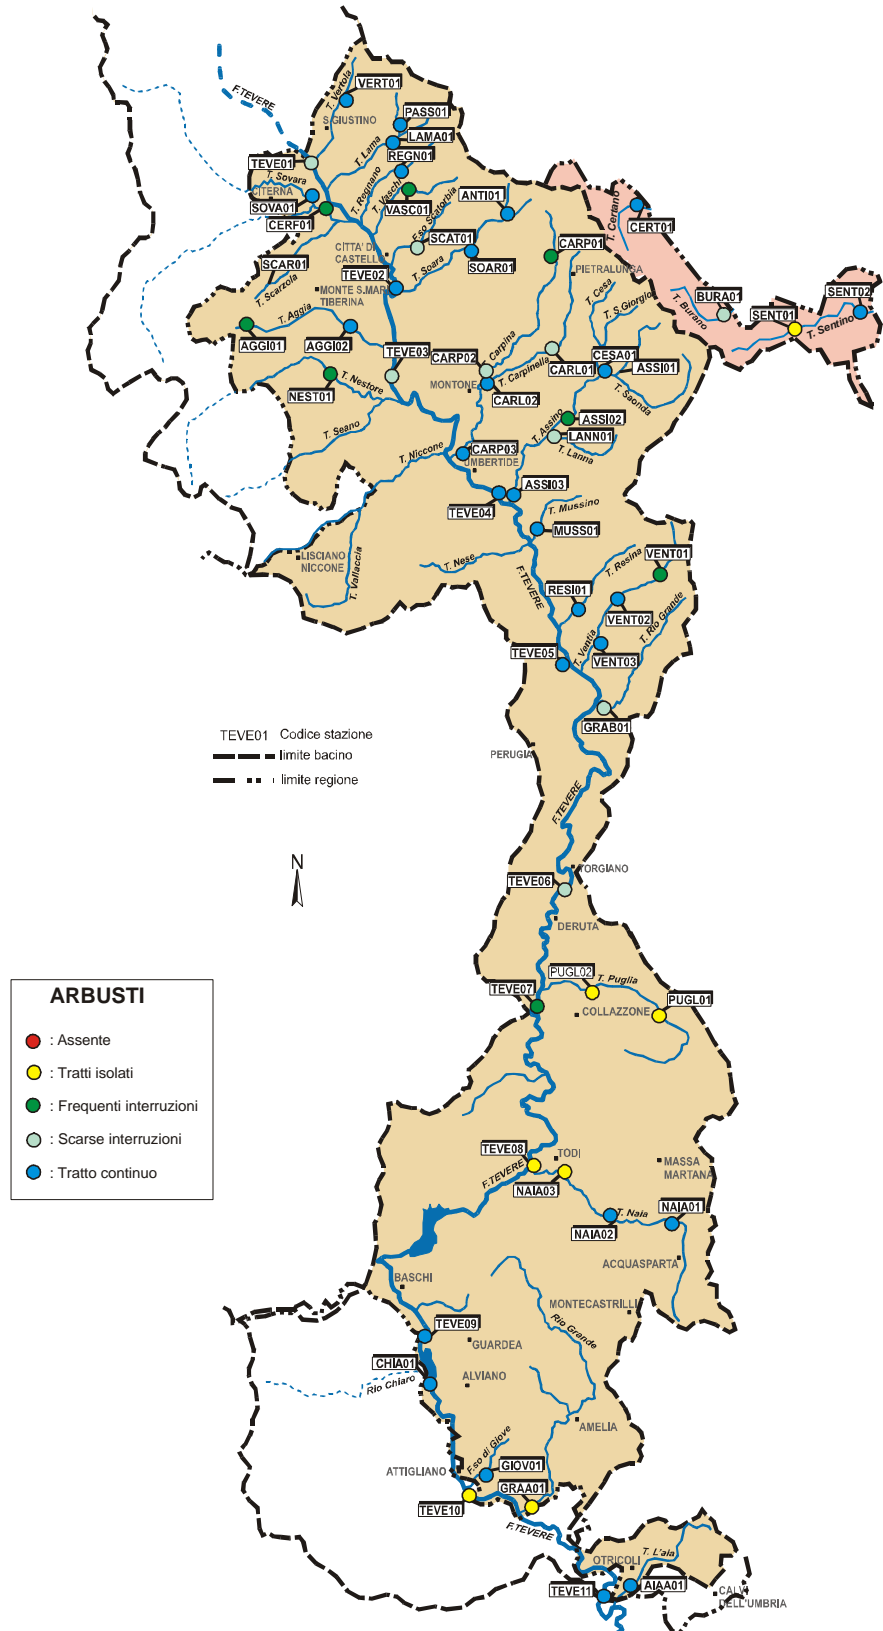 F.TEVERE
T. Vertola
VERT01
S.GIUSTINO
PASS01
LAMA01
T. Lama
REGN01
TEVE01
T. Sovara
CITERNA
SOVA01
CERF01
T. Regnano
T. Vaschi
VASC01
F.so Scatorbia
ANTI01
SCAT01
CITTA' DI
CASTELL
SCAR01
T. Scarzola
TEVE02
T. Soara
SOAR01
CARP01
PIETRALUNGA
T. Certano
CERT01
MONTE S.MARI
TIBERINA
T. Cesa
T. S.Giorgio
T. Burano
BURA01
SENT01
SENT02
T. Sentino
T. Aggia
AGGI01
AGGI02
TEVE03
CARP02
T. Carpina
T. Carpinella
CARL01
CESA01
ASSI01
MONTONE
CARL02
NEST01
T. Nestore
T. Saonda
T. Seano
T. Assino
ASSI02
LANN01
T. Lanna
T. Niccone
CARP03
UMBERTIDE
TEVE04
ASSI03
T. Mussino
MUSS01
LISCIANO
NICCONE
T. Vallaccia
T. Nese
F.TEVERE
T. Resina
VENT01
RESI01
VENT02
T. Rio Grande
T. Ventia
TEVE05
VENT03
GRAB01
TEVE01 Codice stazione
limite bacino
limite regione
PERUGIA
F.TEVERE
N
TORGIANO
TEVE06
DERUTA
PUGL02
T. Puglia
TEVE07
PUGL01
COLLAZZONE
ARBUSTI
: Assente
: Tratti isolati
: Frequenti interruzioni
: Scarse interruzioni
: Tratto continuo
TEVE08
TODI
F.TEVERE
NAIA03
MASSA
MARTANA
T. Naia
NAIA01
NAIA02
ACQUASPARTA
BASCHI
MONTECASTRILLI
Rio Grande
TEVE09
GUARDEA
CHIA01
Rio Chiaro
ALVIANO
AMELIA
F.so di Giove
ATTIGLIANO
GIOV01
GRAA01
TEVE10
F.TEVERE
OTRICOLI
T. L'aia
TEVE11
AIAA01
CALVI
DELL'UMBRIA